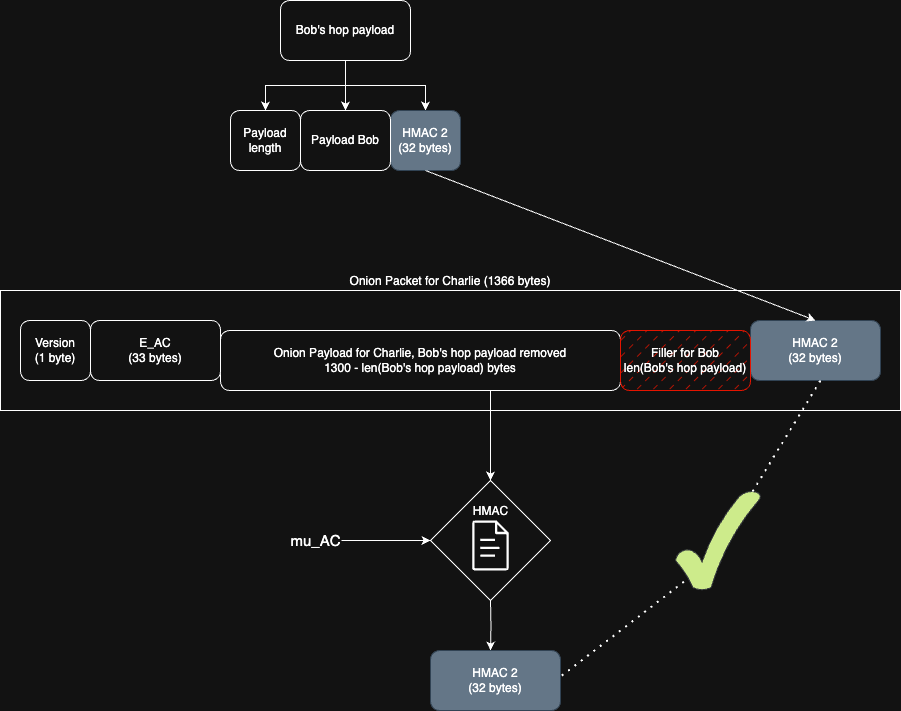 Bob's hop payload
Payload
length
Payload Bob
HMAC 2
(32 bytes)
Onion Packet for Charlie (1366 bytes)
Version
(1 byte)
E_AC
(33 bytes)
Onion Payload for Charlie, Bob's hop payload removed
1300 - len(Bob's hop payload) bytes
Filler for Bob
len(Bob's hop payload)
HMAC 2
(32 bytes)
HMAC
mu_AC
HMAC 2
(32 bytes)